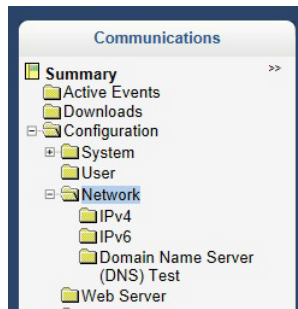 Communications
Summary >>
Active Events
Downloads
Configuration
System
User
Network
IPv4
IPv6
Domain Name Server
(DNS) Test
Web Server